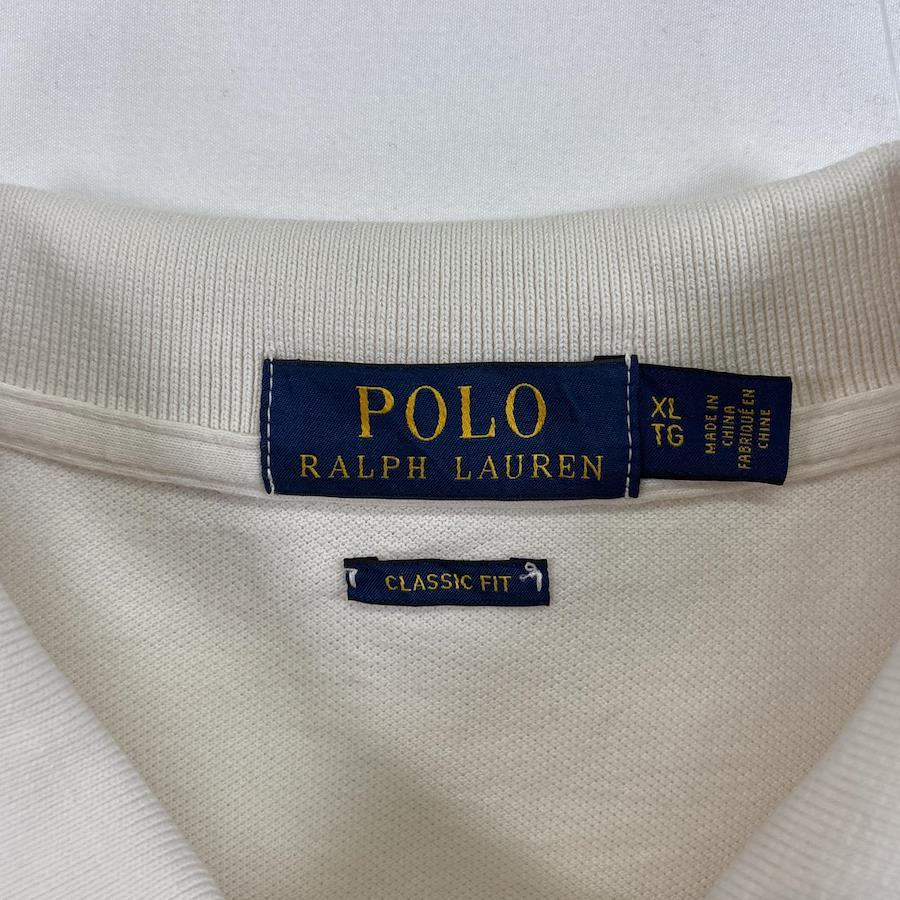 POLO
RALPH LAUREN
XL
TG
MADE IN
CHINA
FABRIQUÉ EN
CHINE
CLASSIC FIT